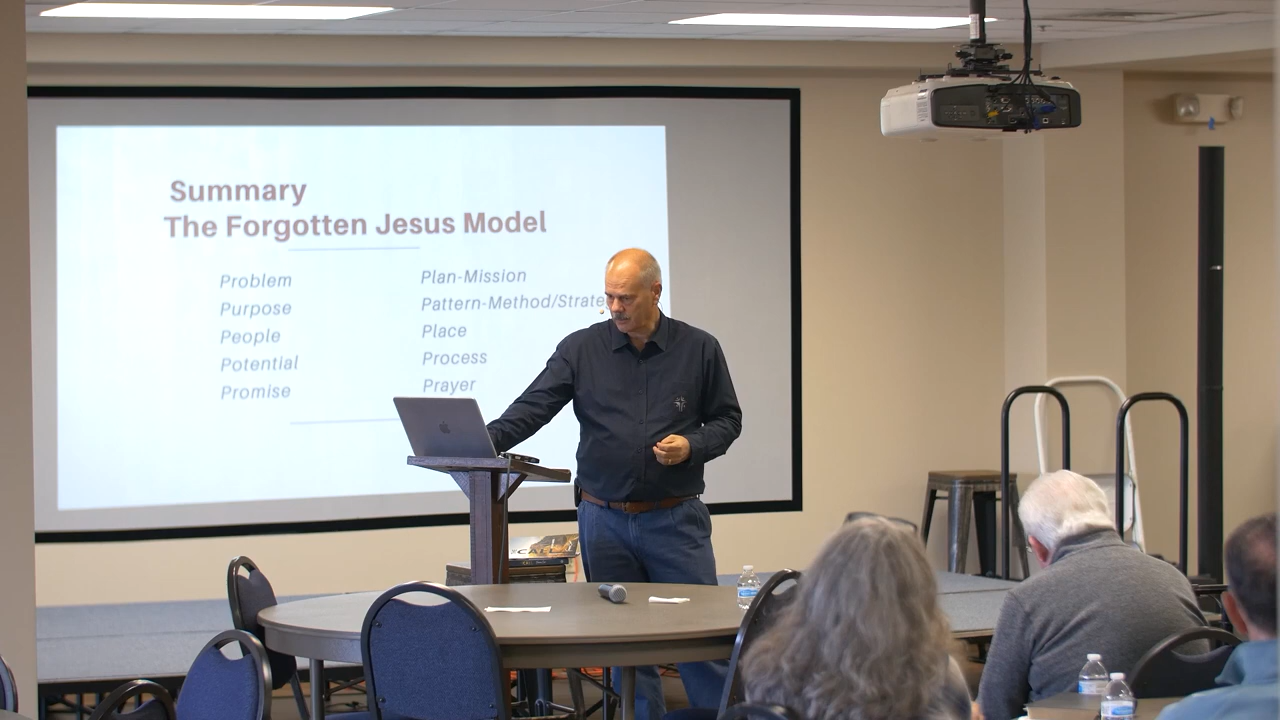 Summary
The Forgotten Jesus Model
Problem
Purpose
People
Potential
Promise
Plan-Mission
Pattern-Method/Strate
Place
Process
Prayer